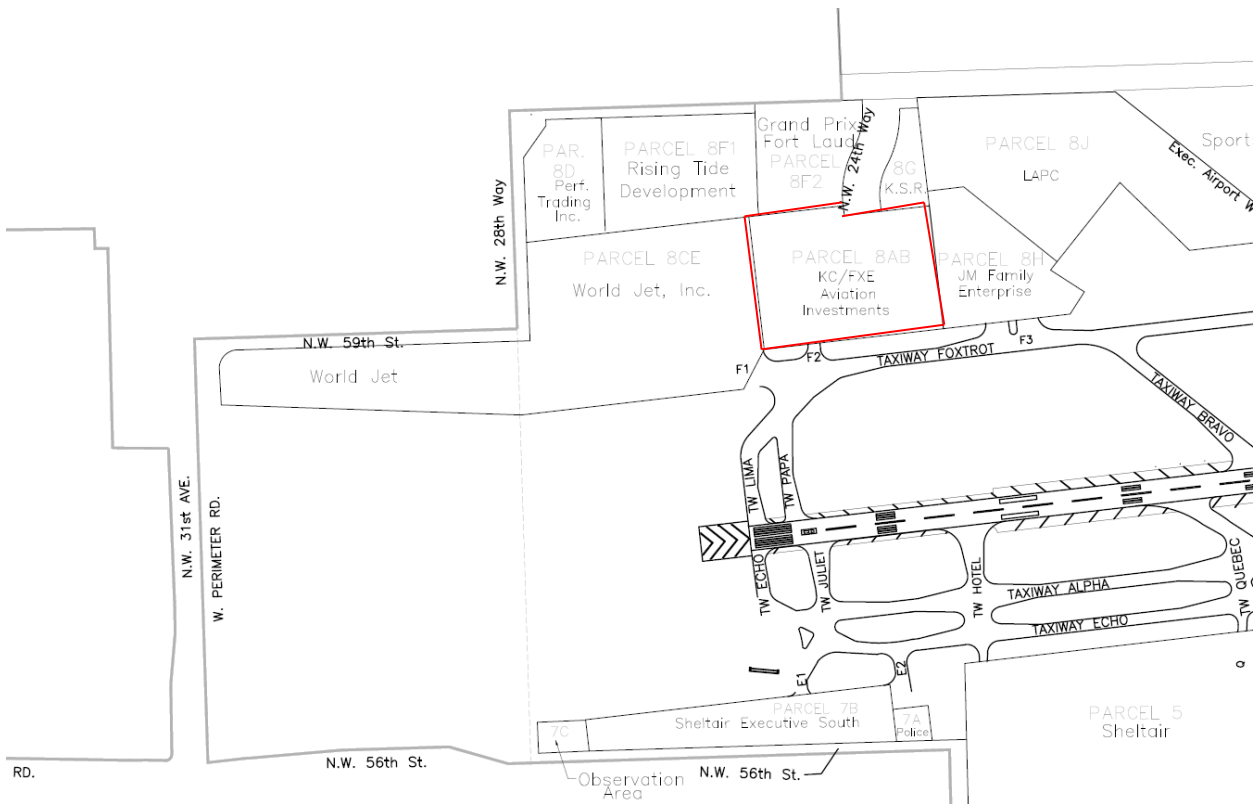 Grand Prix
Fort Laud
PARCEL
8F2
N.W. 24th Way
PAR.
8D
Perf.
Trading
Inc.
PARCEL 8F1
Rising Tide
Development
8G
K.S.R.
PARCEL 8J
LAPC
Sport
Exec. Airport W
N.W. 28th Way
PARCEL 8CE
World Jet, Inc.
PARCEL 8AB
KC/FXE
Aviation
Investments
PARCEL 8H
JM Family
Enterprise
N.W. 59th St.
World Jet
F1
F2
F3
TAXIWAY FOXTROT
TAXIWAY BRAVO
TW LIMA
TW PAPA
N.W. 31st AVE.
W. PERIMETER RD.
TW ECHO
TW JULIET
TW HOTEL
TAXIWAY ALPHA
TAXIWAY ECHO
TW QUEBEC
E1
E2
PARCEL 7B
Sheltair Executive South
7C
7A
Police
PARCEL 5
Sheltair
RD.
N.W. 56th St.
Observation
Area
N.W. 56th St.